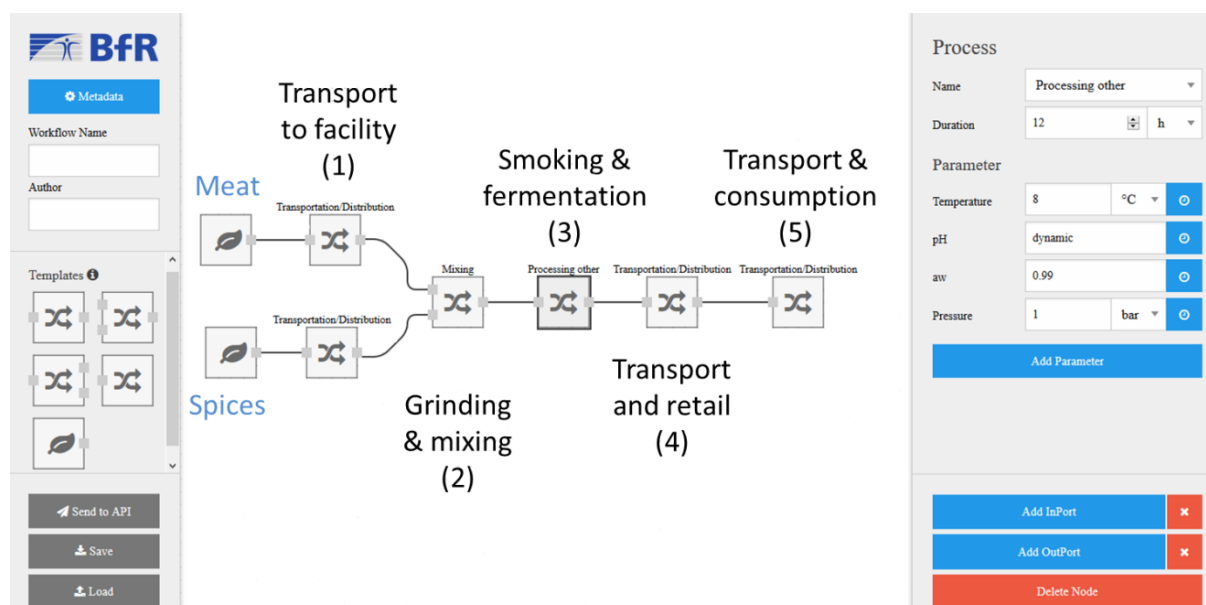 BfR
Metadata
Workflow Name
Author
Templates
Send to API
Save
Load
Transport
to facility
(1)
Meat
Transportation/Distribution
Spices
Transportation/Distribution
Mixing
Grinding
& mixing
(2)
Smoking &
fermentation
(3)
Processing other
Transportation/Distribution
Transport
and retail
(4)
Transport &
consumption
(5)
Transportation/Distribution
Process
Name Processing other
Duration 12 h
Parameter
Temperature 8 °C
pH dynamic
aw 0.99
Pressure 1 bar
Add Parameter
Add InPort
Add OutPort
Delete Node